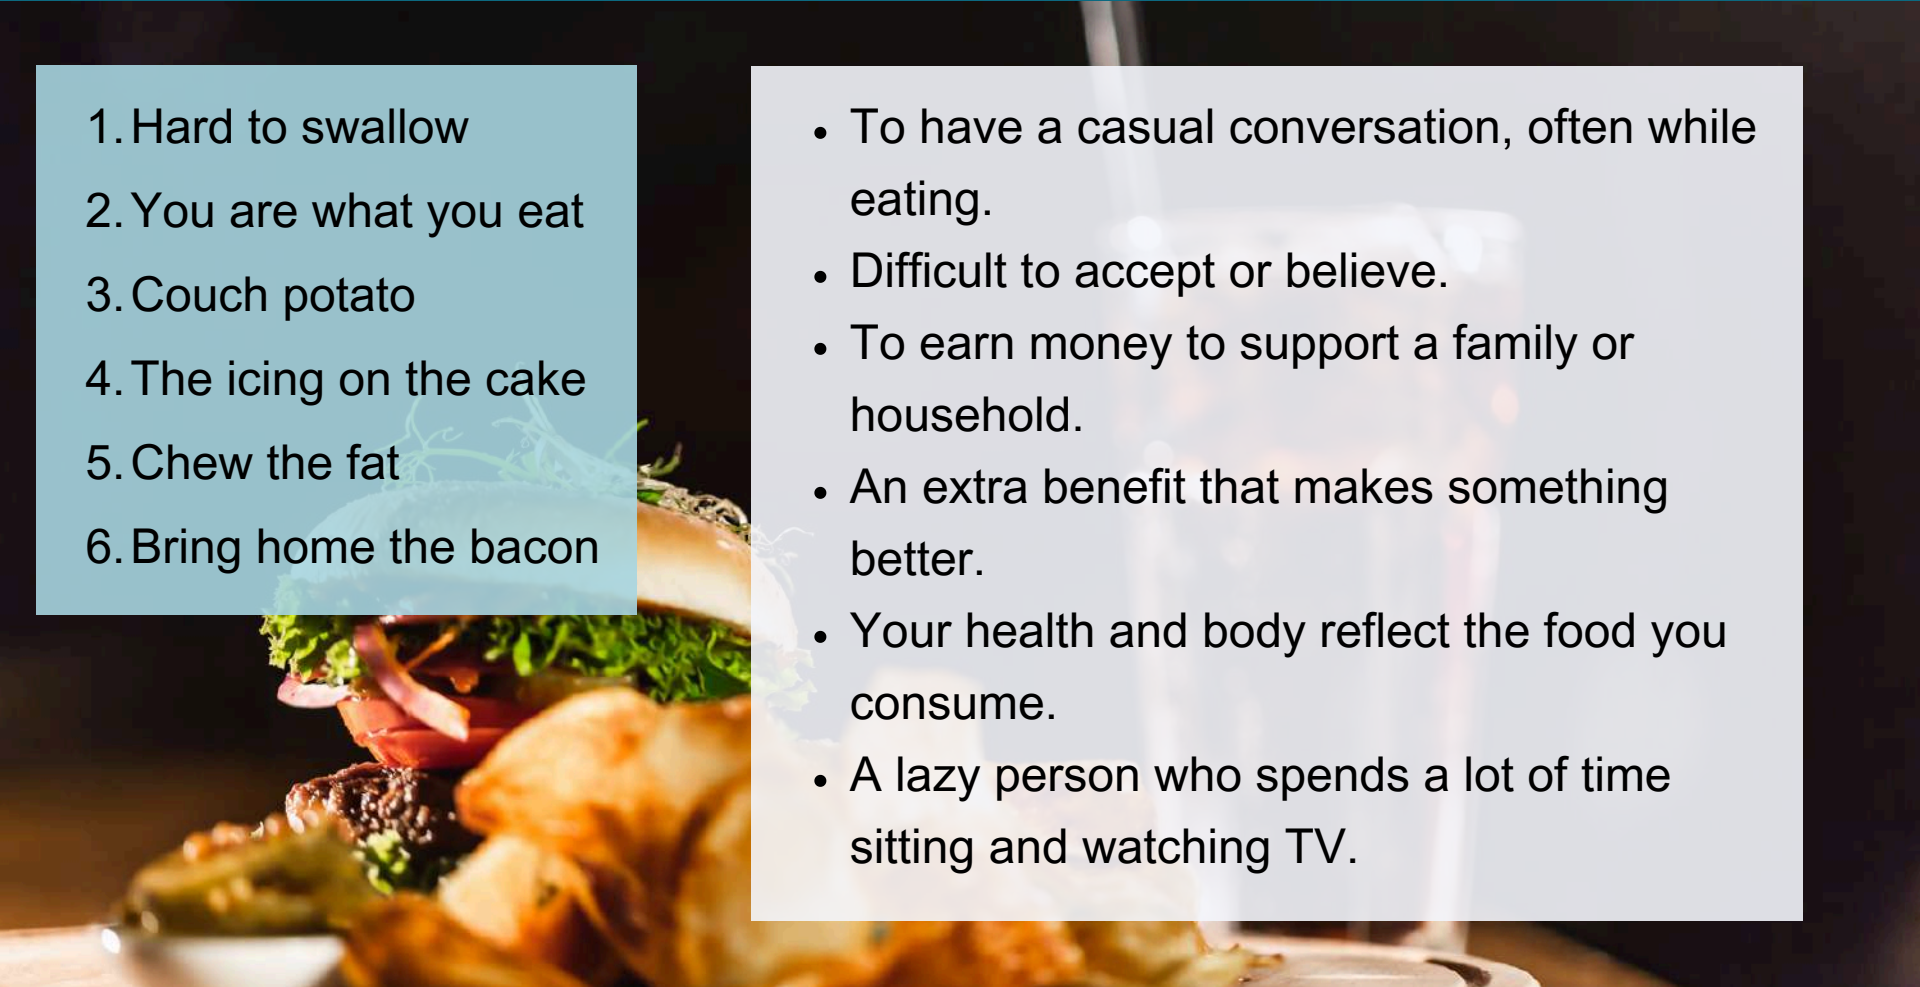 1. Hard to swallow
2. You are what you eat
3. Couch potato
4. The icing on the cake
5. Chew the fat
6. Bring home the bacon
• To have a casual conversation, often while
eating.
• Difficult to accept or believe.
• To earn money to support a family or
household.
• An extra benefit that makes something
better.
• Your health and body reflect the food you
consume.
• A lazy person who spends a lot of time
sitting and watching TV.